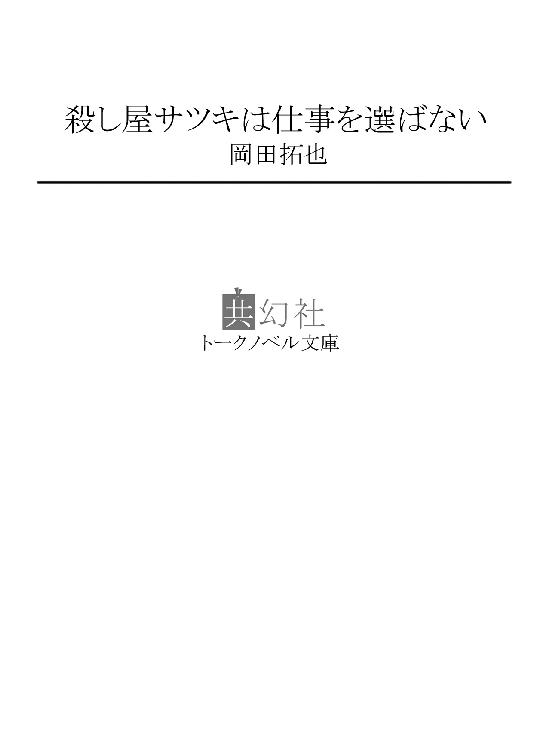 殺し屋サツキは仕事を選ばない
岡田拓也
共幻社
トークノベル文庫